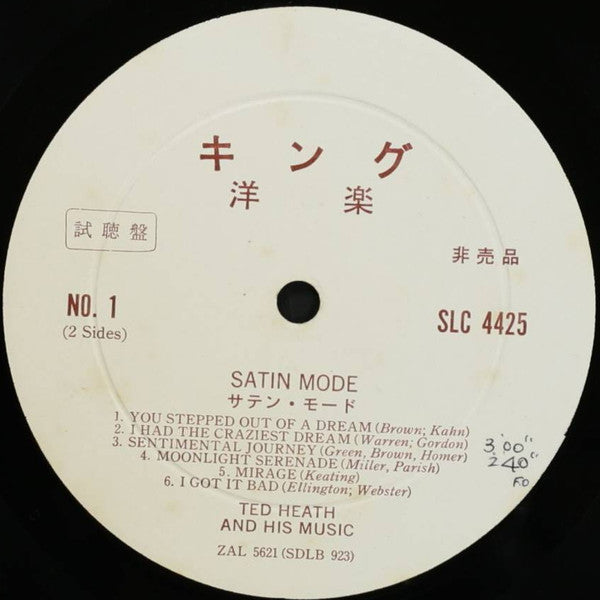 キング
洋楽
試聴盤
非売品
NO. 1
(2 Sides)
SLC 4425
SATIN MODE
サテン・モード
1. YOU STEPPED OUT OF A DREAM (Brown; Kahn)
2. I HAD THE CRAZIEST DREAM (Warren; Gordon)
3. SENTIMENTAL JOURNEY (Green, Brown, Homer)
4. MOONLIGHT SERENADE (Miller, Parish)
5. MIRAGE (Keating)
6. I GOT IT BAD (Ellington; Webster)
3'00"
2'40"
FO
TED HEATH
AND HIS MUSIC
ZAL 5621 (SDLB 923)